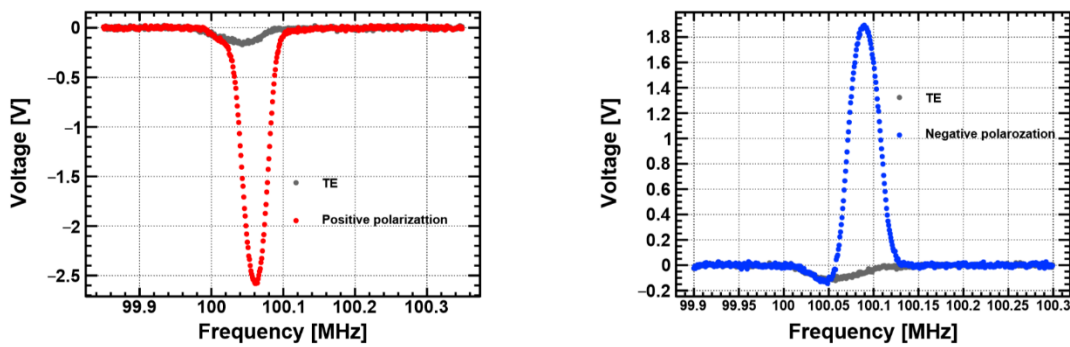 0
−0.5
−1
−1.5
−2
−2.5
Voltage [V]
TE
Positive polarizattion
99.9 100 100.1 100.2 100.3
Frequency [MHz]
1.8
1.6
1.4
1.2
1
0.8
0.6
0.4
0.2
0
−0.2
Voltage [V]
TE
Negative polarozation
99.9 99.95 100 100.05 100.1 100.15 100.2 100.25 100.3
Frequency [MHz]